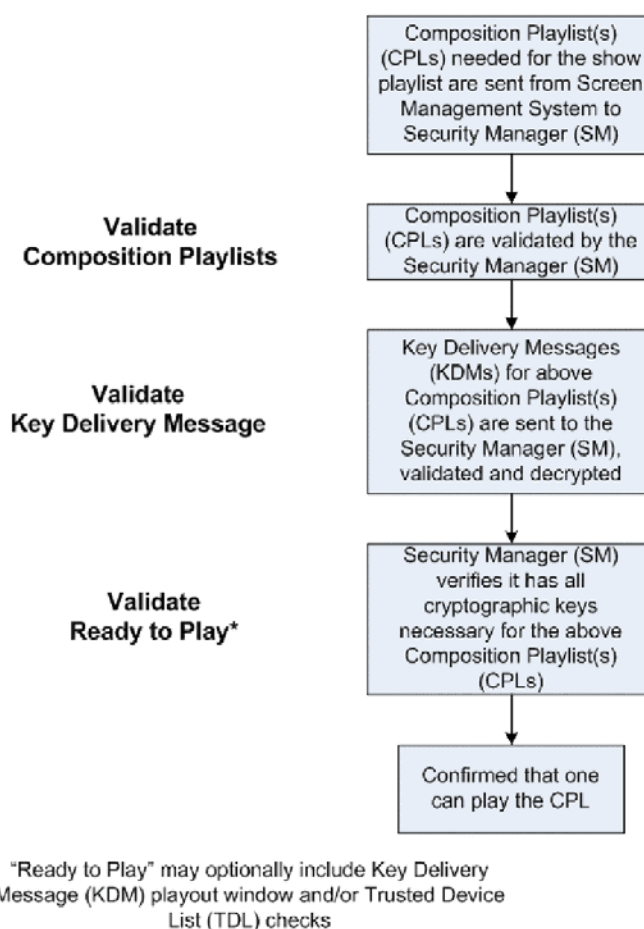 Composition Playlist(s)
(CPLs) needed for the show
playlist are sent from Screen
Management System to
Security Manager (SM)
Validate
Composition Playlists
Composition Playlist(s)
(CPLs) are validated by the
Security Manager (SM)
Validate
Key Delivery Message
Key Delivery Messages
(KDMs) for above
Composition Playlist(s)
(CPLs) are sent to the
Security Manager (SM),
validated and decrypted
Validate
Ready to Play*
Security Manager (SM)
verifies it has all
cryptographic keys
necessary for the above
Composition Playlist(s)
(CPLs)
Confirmed that one
can play the CPL
"Ready to Play" may optionally include Key Delivery
Message (KDM) playout window and/or Trusted Device
List (TDL) checks